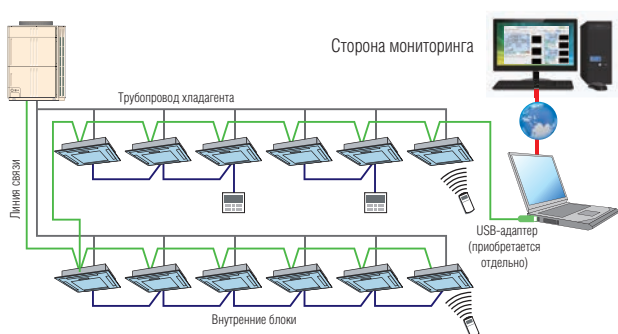 Сторона мониторинга
Трубопровод хладагента
Линия связи
USB-адаптер
(приобретается
отдельно)
Внутренние блоки